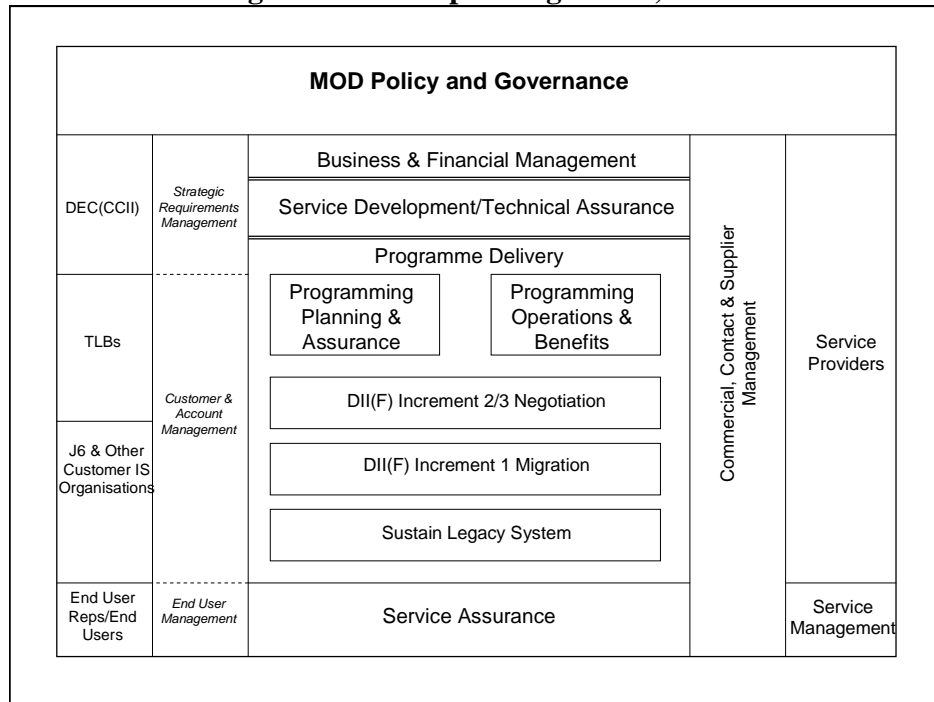 MOD Policy and Governance
DEC(CCII)
Strategic
Requirements
Management
Business & Financial Management
Service Development/Technical Assurance
Programme Delivery
Programming
Planning &
Assurance
Programming
Operations &
Benefits
TLBs
Customer &
Account
Management
DII(F) Increment 2/3 Negotiation
J6 & Other
Customer IS
Organisations
DII(F) Increment 1 Migration
Sustain Legacy System
Commercial, Contact & Supplier
Management
Service
Providers
End User
Reps/End
Users
End User
Management
Service Assurance
Service
Management